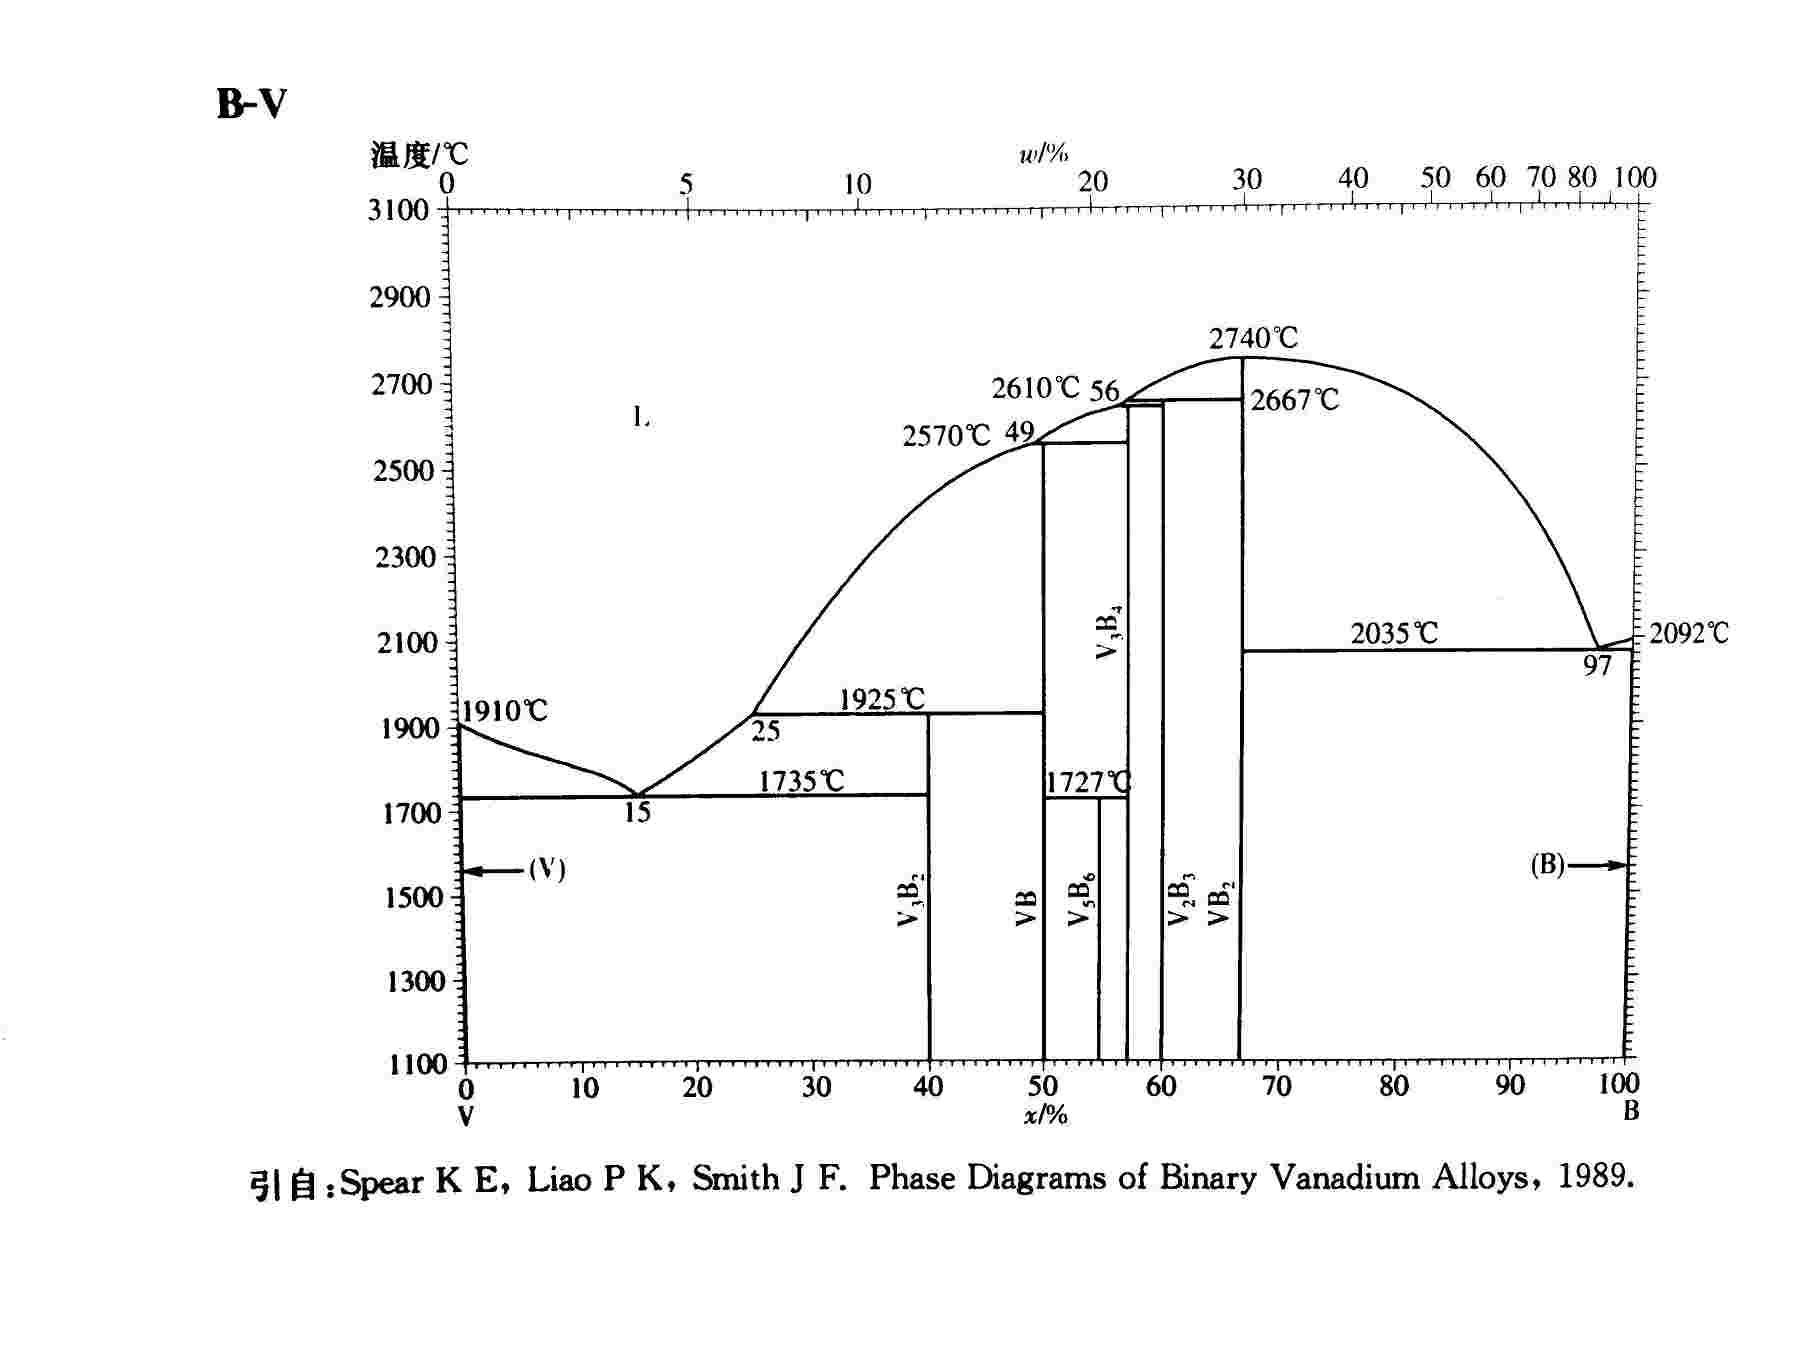 B-V
温度/℃
w/%
0 5 10 20 30 40 50 60 70 80 100
3100
2900
2740℃
2700
2610℃ 56
2667℃
L
2570℃ 49
2500
2300
V₃B₄
2100
2035℃
2092℃
97
1910℃
1925℃
1900
25
1735℃
1727℃
1700
15
(V)
(B)
1500
V₃B₂
VB
V₅B₆
V₂B₃
VB₂
1300
1100
0 10 20 30 40 50 60 70 80 90 100
V
x/%
B
引自:Spear K E, Liao P K, Smith J F. Phase Diagrams of Binary Vanadium Alloys, 1989.